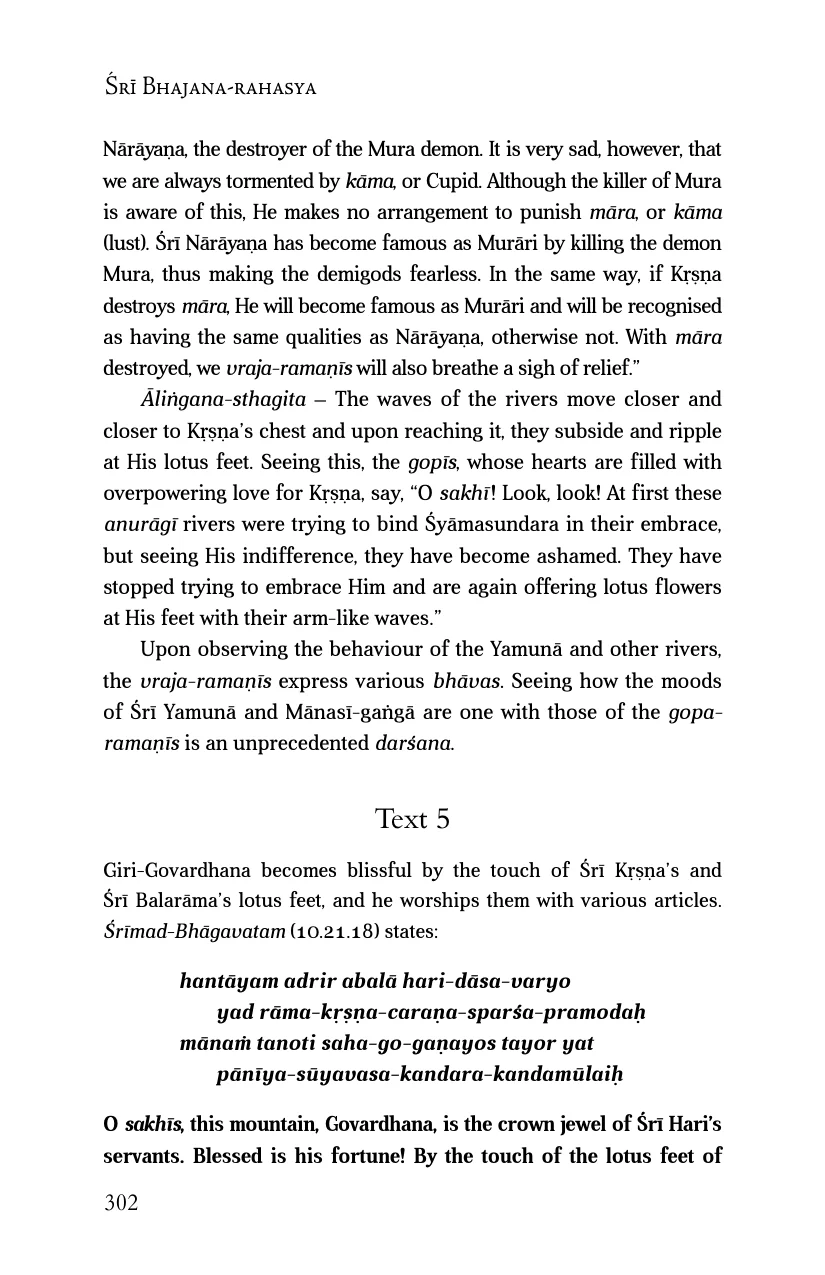 Śrī Bhajana-rahasya
Nārāyaṇa, the destroyer of the Mura demon. It is very sad, however, that
we are always tormented by kāma, or Cupid. Although the killer of Mura
is aware of this, He makes no arrangement to punish māra, or kāma
(lust). Śrī Nārāyaṇa has become famous as Murāri by killing the demon
Mura, thus making the demigods fearless. In the same way, if Kṛṣṇa
destroys māra, He will become famous as Murāri and will be recognised
as having the same qualities as Nārāyaṇa, otherwise not. With māra
destroyed, we vraja-ramaṇīs will also breathe a sigh of relief.”
Āliṅgana-sthagita – The waves of the rivers move closer and
closer to Kṛṣṇa’s chest and upon reaching it, they subside and ripple
at His lotus feet. Seeing this, the gopīs, whose hearts are filled with
overpowering love for Kṛṣṇa, say, “O sakhī! Look, look! At first these
anurāgī rivers were trying to bind Śyāmasundara in their embrace,
but seeing His indifference, they have become ashamed. They have
stopped trying to embrace Him and are again offering lotus flowers
at His feet with their arm-like waves.”
Upon observing the behaviour of the Yamunā and other rivers,
the vraja-ramaṇīs express various bhāvas. Seeing how the moods
of Śrī Yamunā and Mānasī-gaṅgā are one with those of the gopa-
ramaṇīs is an unprecedented darśana.
Text 5
Giri-Govardhana becomes blissful by the touch of Śrī Kṛṣṇa’s and
Śrī Balarāma’s lotus feet, and he worships them with various articles.
Śrīmad-Bhāgavatam (10.21.18) states:
hantāyam adrir abalā hari-dāsa-varyo
yad rāma-kṛṣṇa-caraṇa-sparśa-pramodaḥ
mānaṁ tanoti saha-go-gaṇayos tayor yat
pānīya-sūyavasa-kandara-kandamūlaiḥ
O sakhīs, this mountain, Govardhana, is the crown jewel of Śrī Hari’s
servants. Blessed is his fortune! By the touch of the lotus feet of
302